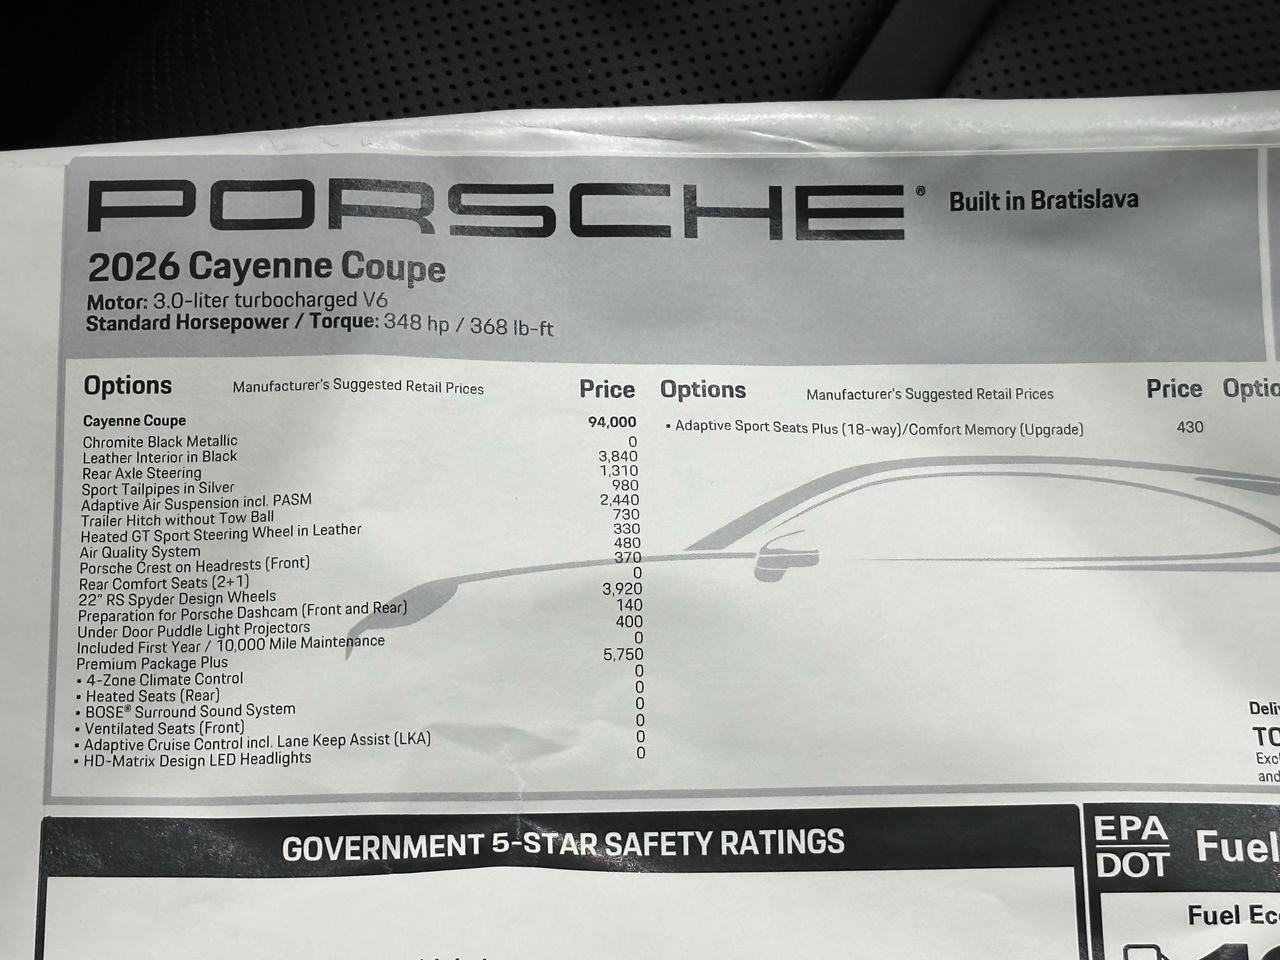 PORSCHE® Built in Bratislava
2026 Cayenne Coupe
Motor: 3.0-liter turbocharged V6
Standard Horsepower / Torque: 348 hp / 368 lb-ft
Options Manufacturer's Suggested Retail Prices Price
Cayenne Coupe 94,000
Chromite Black Metallic 0
Leather Interior in Black 3,840
Rear Axle Steering 1,310
Sport Tailpipes in Silver 980
Adaptive Air Suspension incl. PASM 2,440
Trailer Hitch without Tow Ball 730
Heated GT Sport Steering Wheel in Leather 330
Air Quality System 480
Porsche Crest on Headrests (Front) 370
Rear Comfort Seats (2+1) 0
22" RS Spyder Design Wheels 3,920
Preparation for Porsche Dashcam (Front and Rear) 140
Under Door Puddle Light Projectors 400
Included First Year / 10,000 Mile Maintenance 0
Premium Package Plus 5,750
▪ 4-Zone Climate Control 0
▪ Heated Seats (Rear) 0
▪ BOSE® Surround Sound System 0
▪ Ventilated Seats (Front) 0
▪ Adaptive Cruise Control incl. Lane Keep Assist (LKA) 0
▪ HD-Matrix Design LED Headlights 0
Options Manufacturer's Suggested Retail Prices Price
▪ Adaptive Sport Seats Plus (18-way)/Comfort Memory (Upgrade) 430
Optio
Deli
TO
Excl
and
GOVERNMENT 5-STAR SAFETY RATINGS
EPA
DOT
Fuel
Fuel Ec